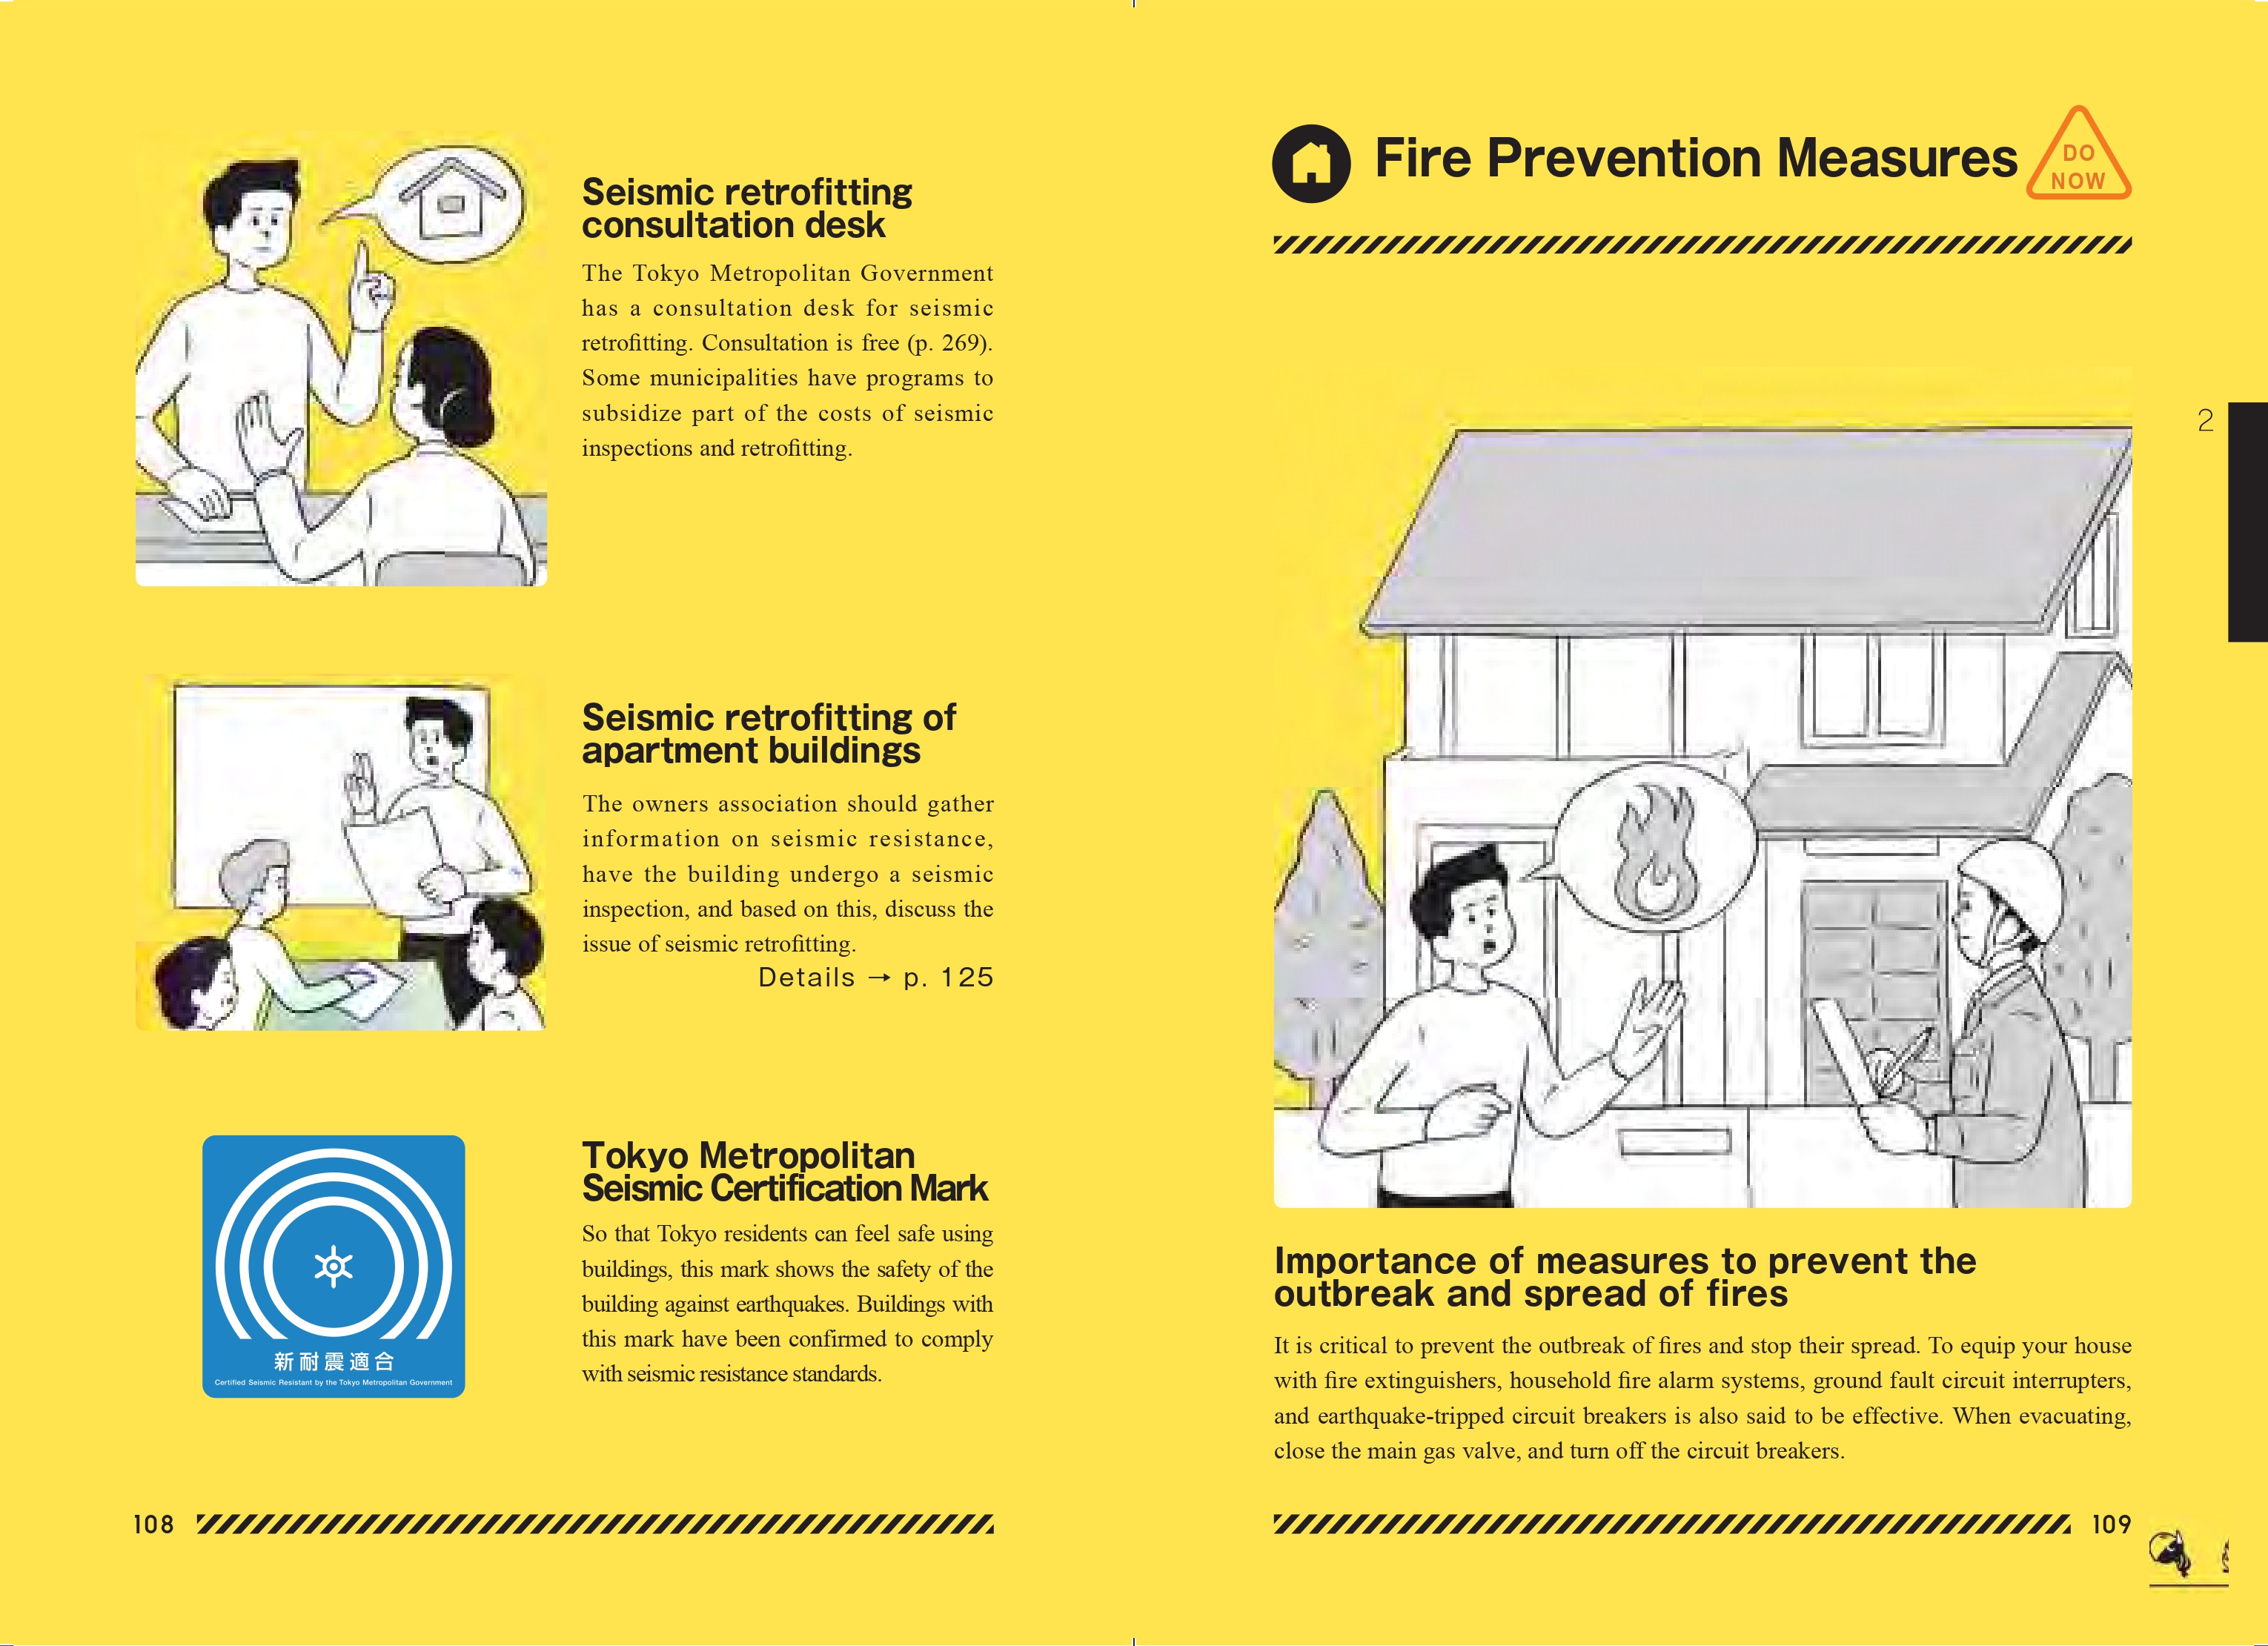 Seismic retrofitting
consultation desk
The Tokyo Metropolitan Government
has a consultation desk for seismic
retrofitting. Consultation is free (p. 269).
Some municipalities have programs to
subsidize part of the costs of seismic
inspections and retrofitting.
Seismic retrofitting of
apartment buildings
The owners association should gather
information on seismic resistance,
have the building undergo a seismic
inspection, and based on this, discuss the
issue of seismic retrofitting.
Details → p. 125
新耐震適合
Certified Seismic Resistant by the Tokyo Metropolitan Government
Tokyo Metropolitan
Seismic Certification Mark
So that Tokyo residents can feel safe using
buildings, this mark shows the safety of the
building against earthquakes. Buildings with
this mark have been confirmed to comply
with seismic resistance standards.
108
Fire Prevention Measures
DO
NOW
2
Importance of measures to prevent the
outbreak and spread of fires
It is critical to prevent the outbreak of fires and stop their spread. To equip your house
with fire extinguishers, household fire alarm systems, ground fault circuit interrupters,
and earthquake-tripped circuit breakers is also said to be effective. When evacuating,
close the main gas valve, and turn off the circuit breakers.
109